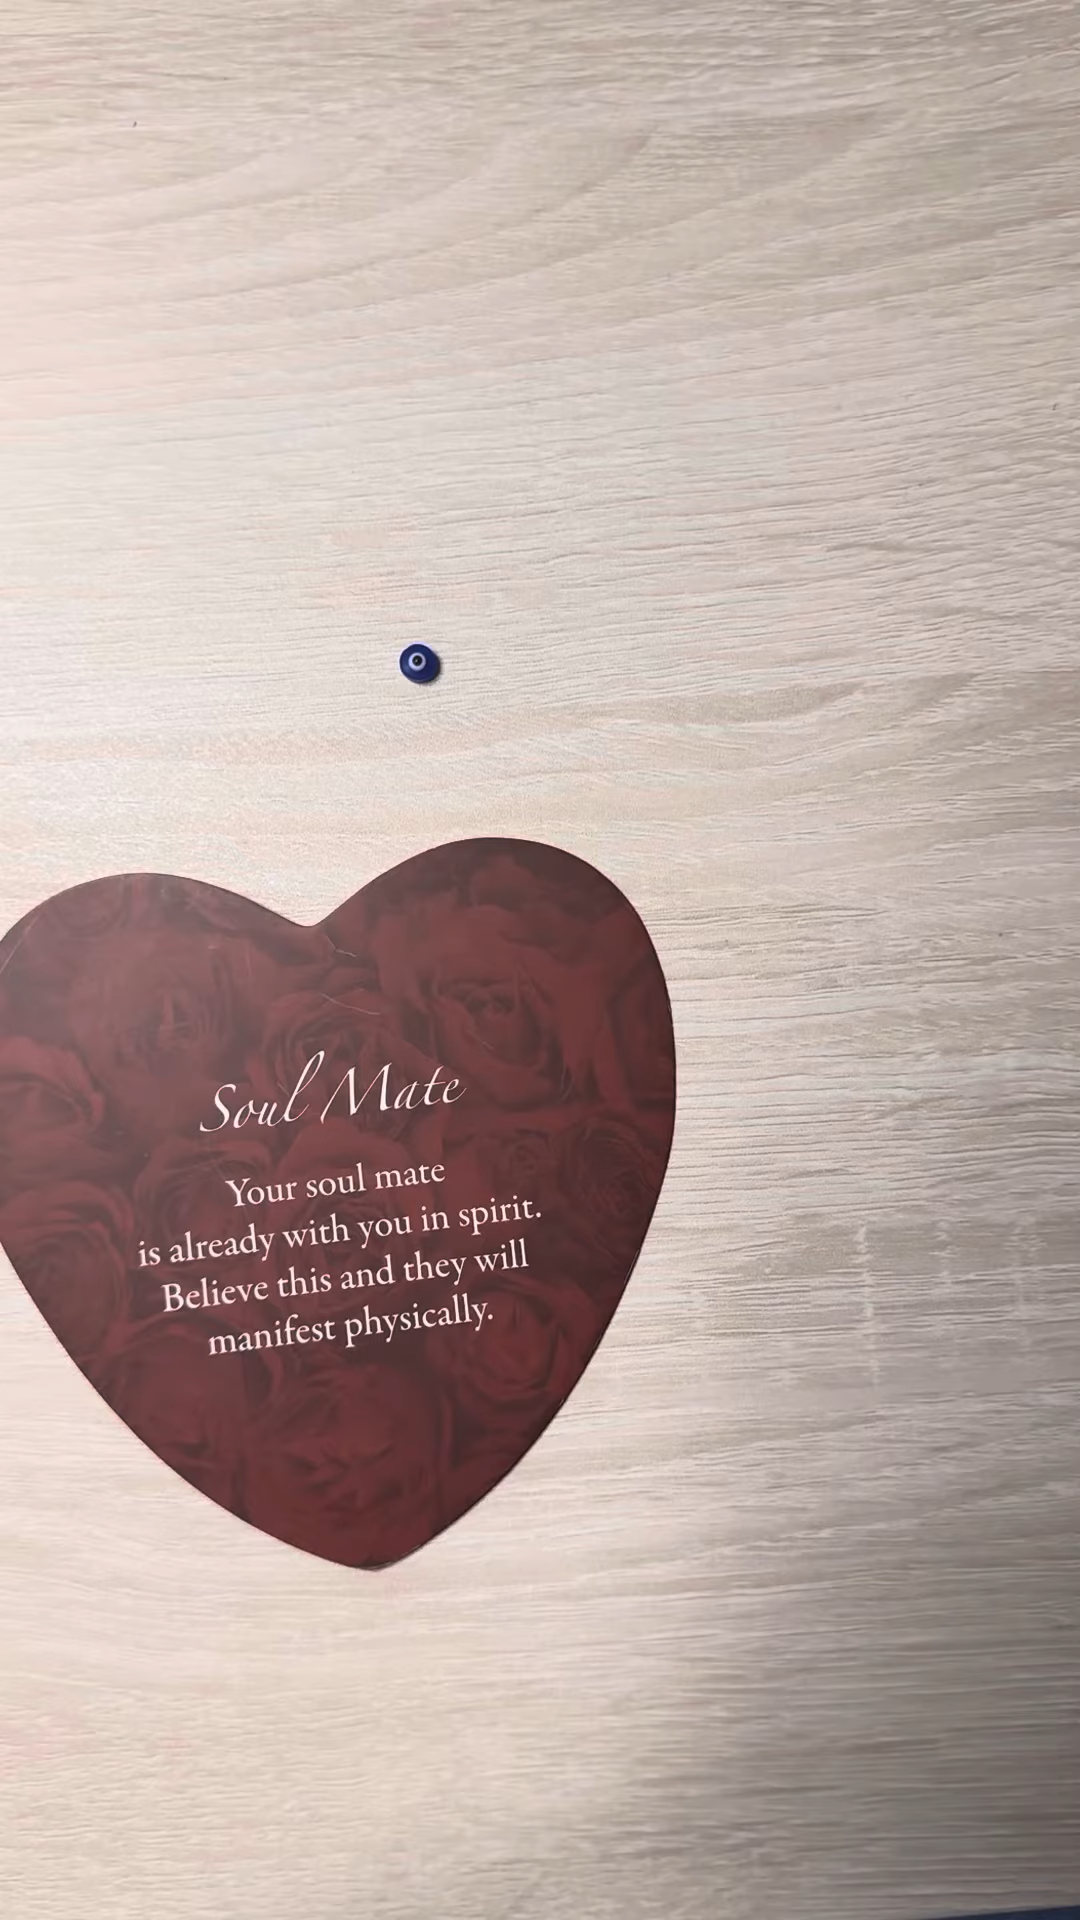 Soul Mate
Your soul mate
is already with you in spirit.
Believe this and they will
manifest physically.